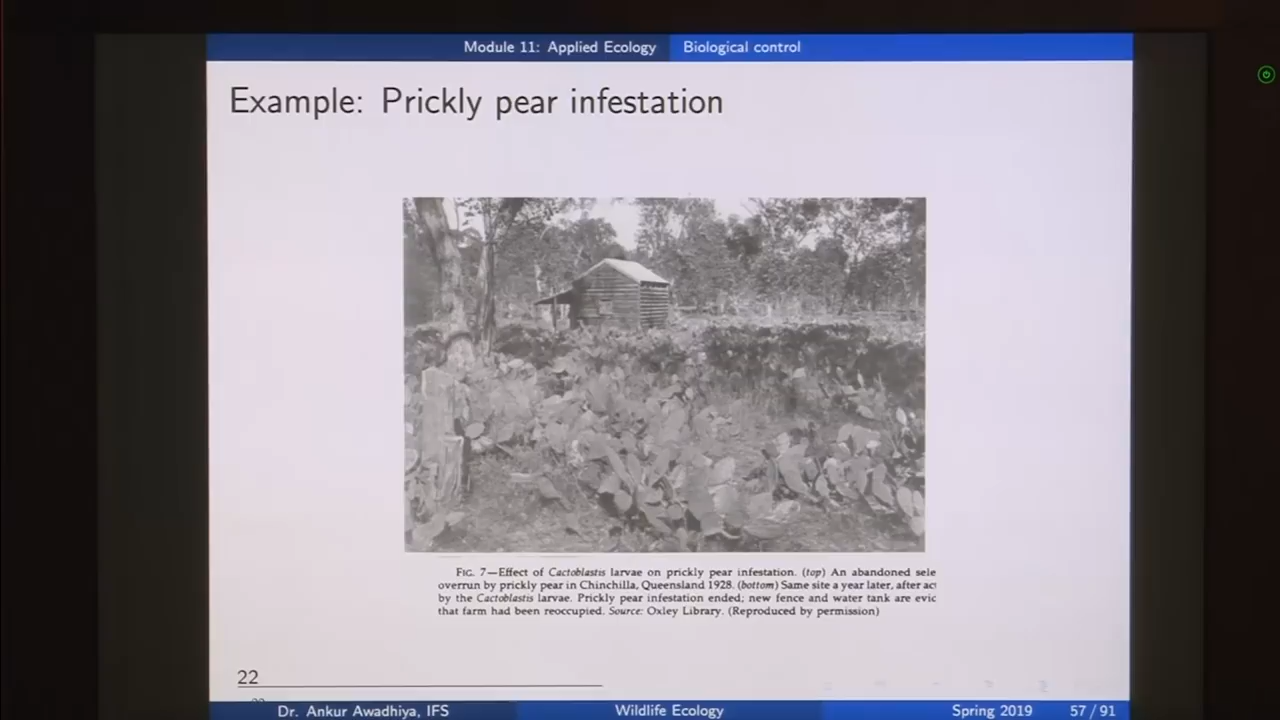 Module 11: Applied Ecology Biological control
Example: Prickly pear infestation
FIG. 7—Effect of Cactoblastis larvae on prickly pear infestation. (top) An abandoned sele
overrun by prickly pear in Chinchilla, Queensland 1928. (bottom) Same site a year later, after ac
by the Cactoblastis larvae. Prickly pear infestation ended; new fence and water tank are evic
that farm had been reoccupied. Source: Oxley Library. (Reproduced by permission)
22
Dr. Ankur Awadhiya, IFS Wildlife Ecology Spring 2019 57 / 91